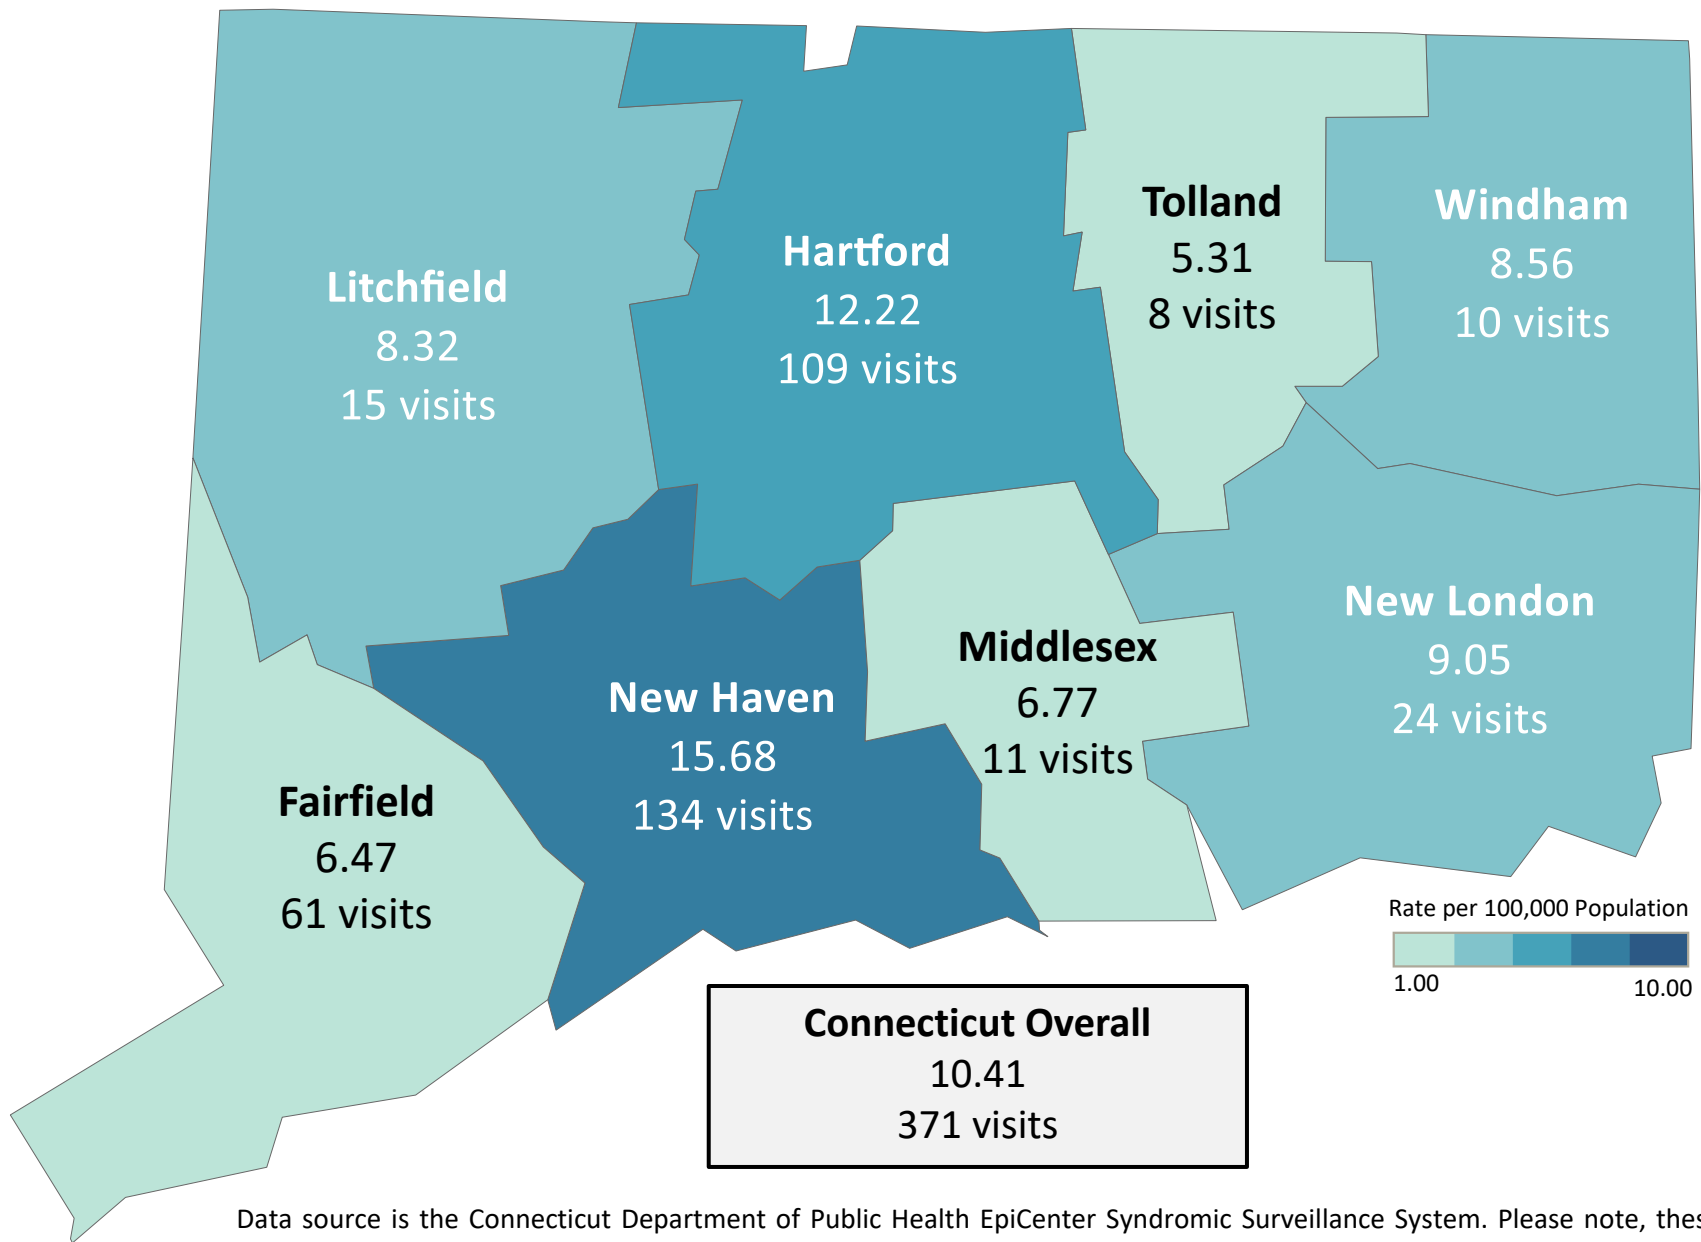 Litchfield
8.32
15 visits
Hartford
12.22
109 visits
Tolland
5.31
8 visits
Windham
8.56
10 visits
Fairfield
6.47
61 visits
New Haven
15.68
134 visits
Middlesex
6.77
11 visits
New London
9.05
24 visits
Rate per 100,000 Population
1.00
10.00
Connecticut Overall
10.41
371 visits
Data source is the Connecticut Department of Public Health EpiCenter Syndromic Surveillance System. Please note,